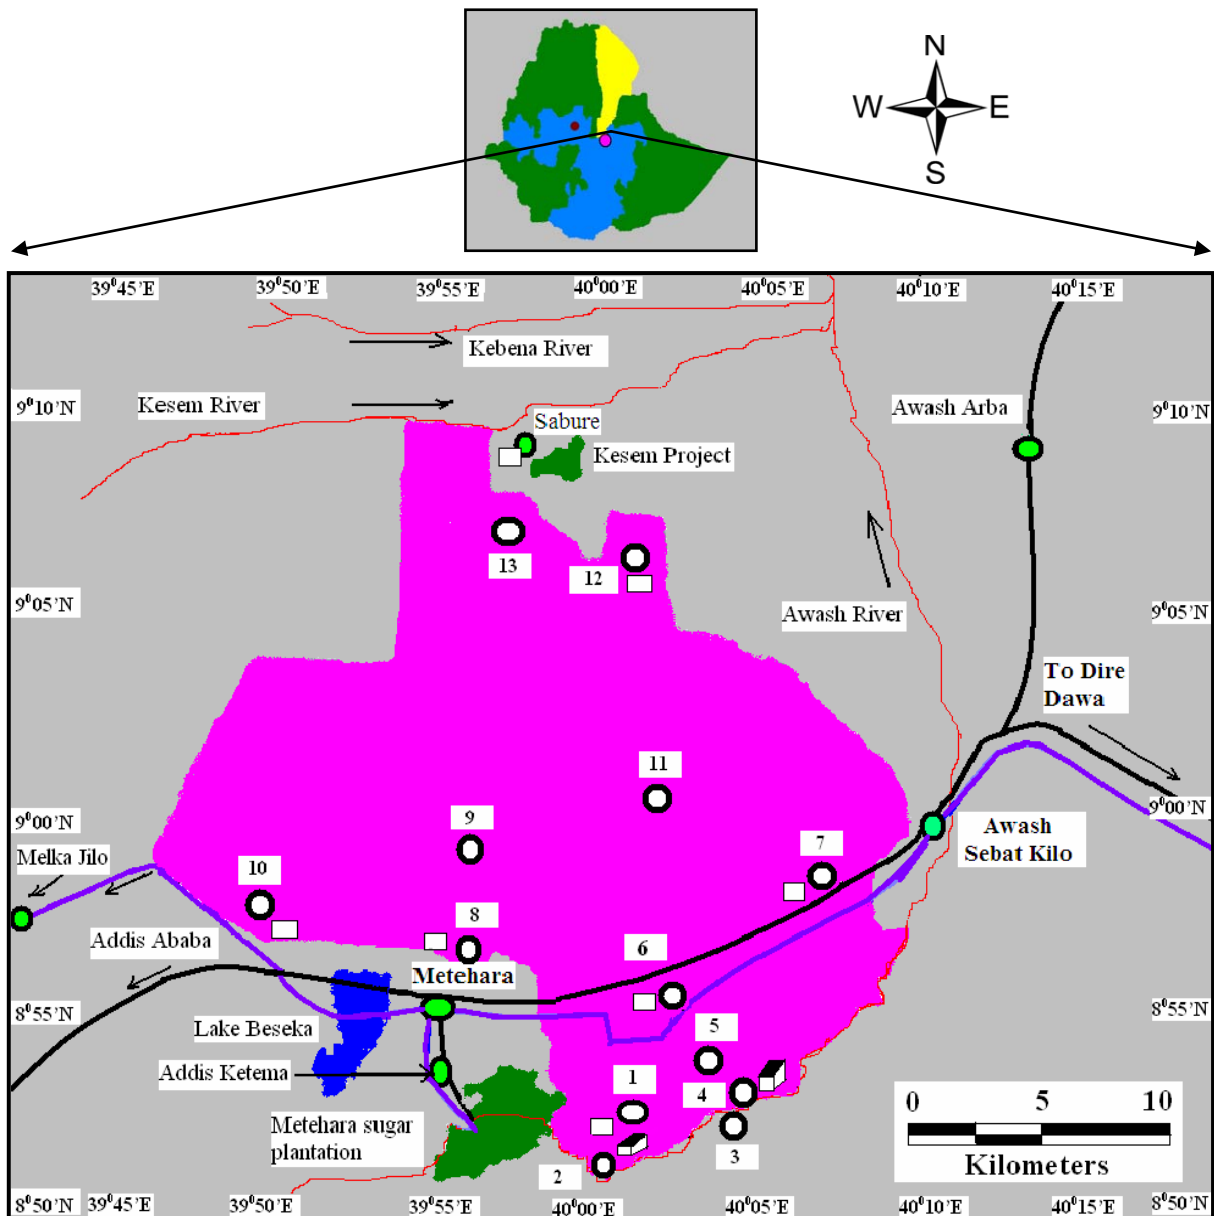 N
W E
S
39⁰45'E 39⁰50'E 39⁰55'E 40⁰00'E 40⁰05'E 40⁰10'E 40⁰15'E
Kebena River
9⁰10'N
Kesem River
Sabure
Awash Arba
9⁰10'N
Kesem Project
13
12
9⁰05'N
Awash River
9⁰05'N
To Dire
Dawa
11
9⁰00'N
9
7
9⁰00'N
Awash
Sebat Kilo
Melka Jilo
10
8
6
Addis Ababa
Metehara
8⁰55'N
Lake Beseka
5
8⁰55'N
Addis Ketema
1
4
Metehara sugar
plantation
3
2
0 5 10
Kilometers
8⁰50'N 39⁰45'E 39⁰50'E 39⁰55'E 40⁰00'E 40⁰05'E 40⁰10'E 40⁰15'E 8⁰50'N